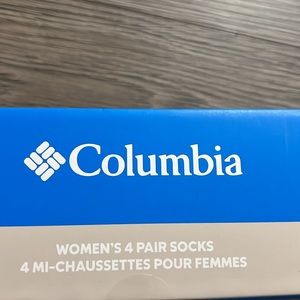 Columbia
WOMEN'S 4 PAIR SOCKS
4 MI-CHAUSSETTES POUR FEMMES